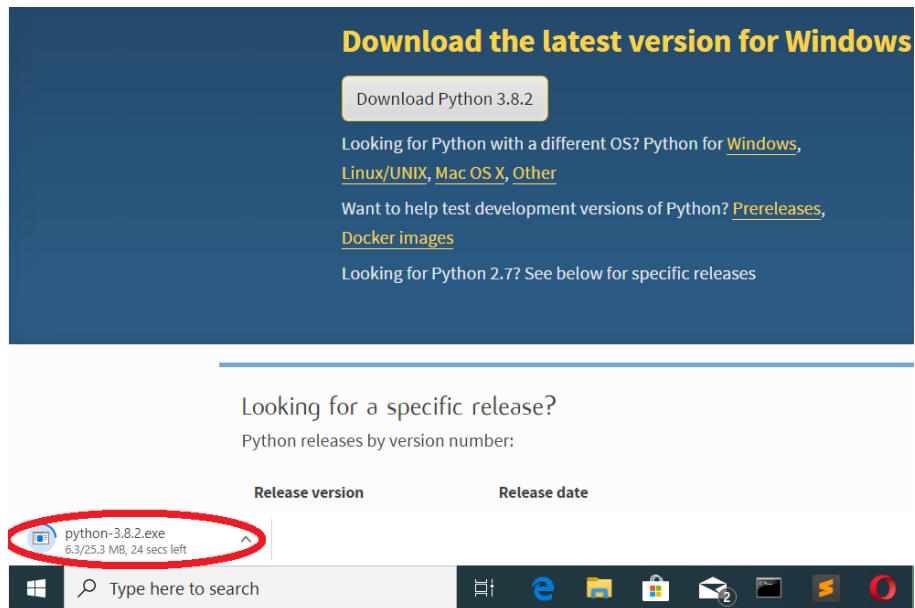 Download the latest version for Windows
Download Python 3.8.2
Looking for Python with a different OS? Python for Windows,
Linux/UNIX, Mac OS X, Other
Want to help test development versions of Python? Prereleases,
Docker images
Looking for Python 2.7? See below for specific releases
Looking for a specific release?
Python releases by version number:
Release version Release date
python-3.8.2.exe
6.3/25.3 MB, 24 secs left
Type here to search
2